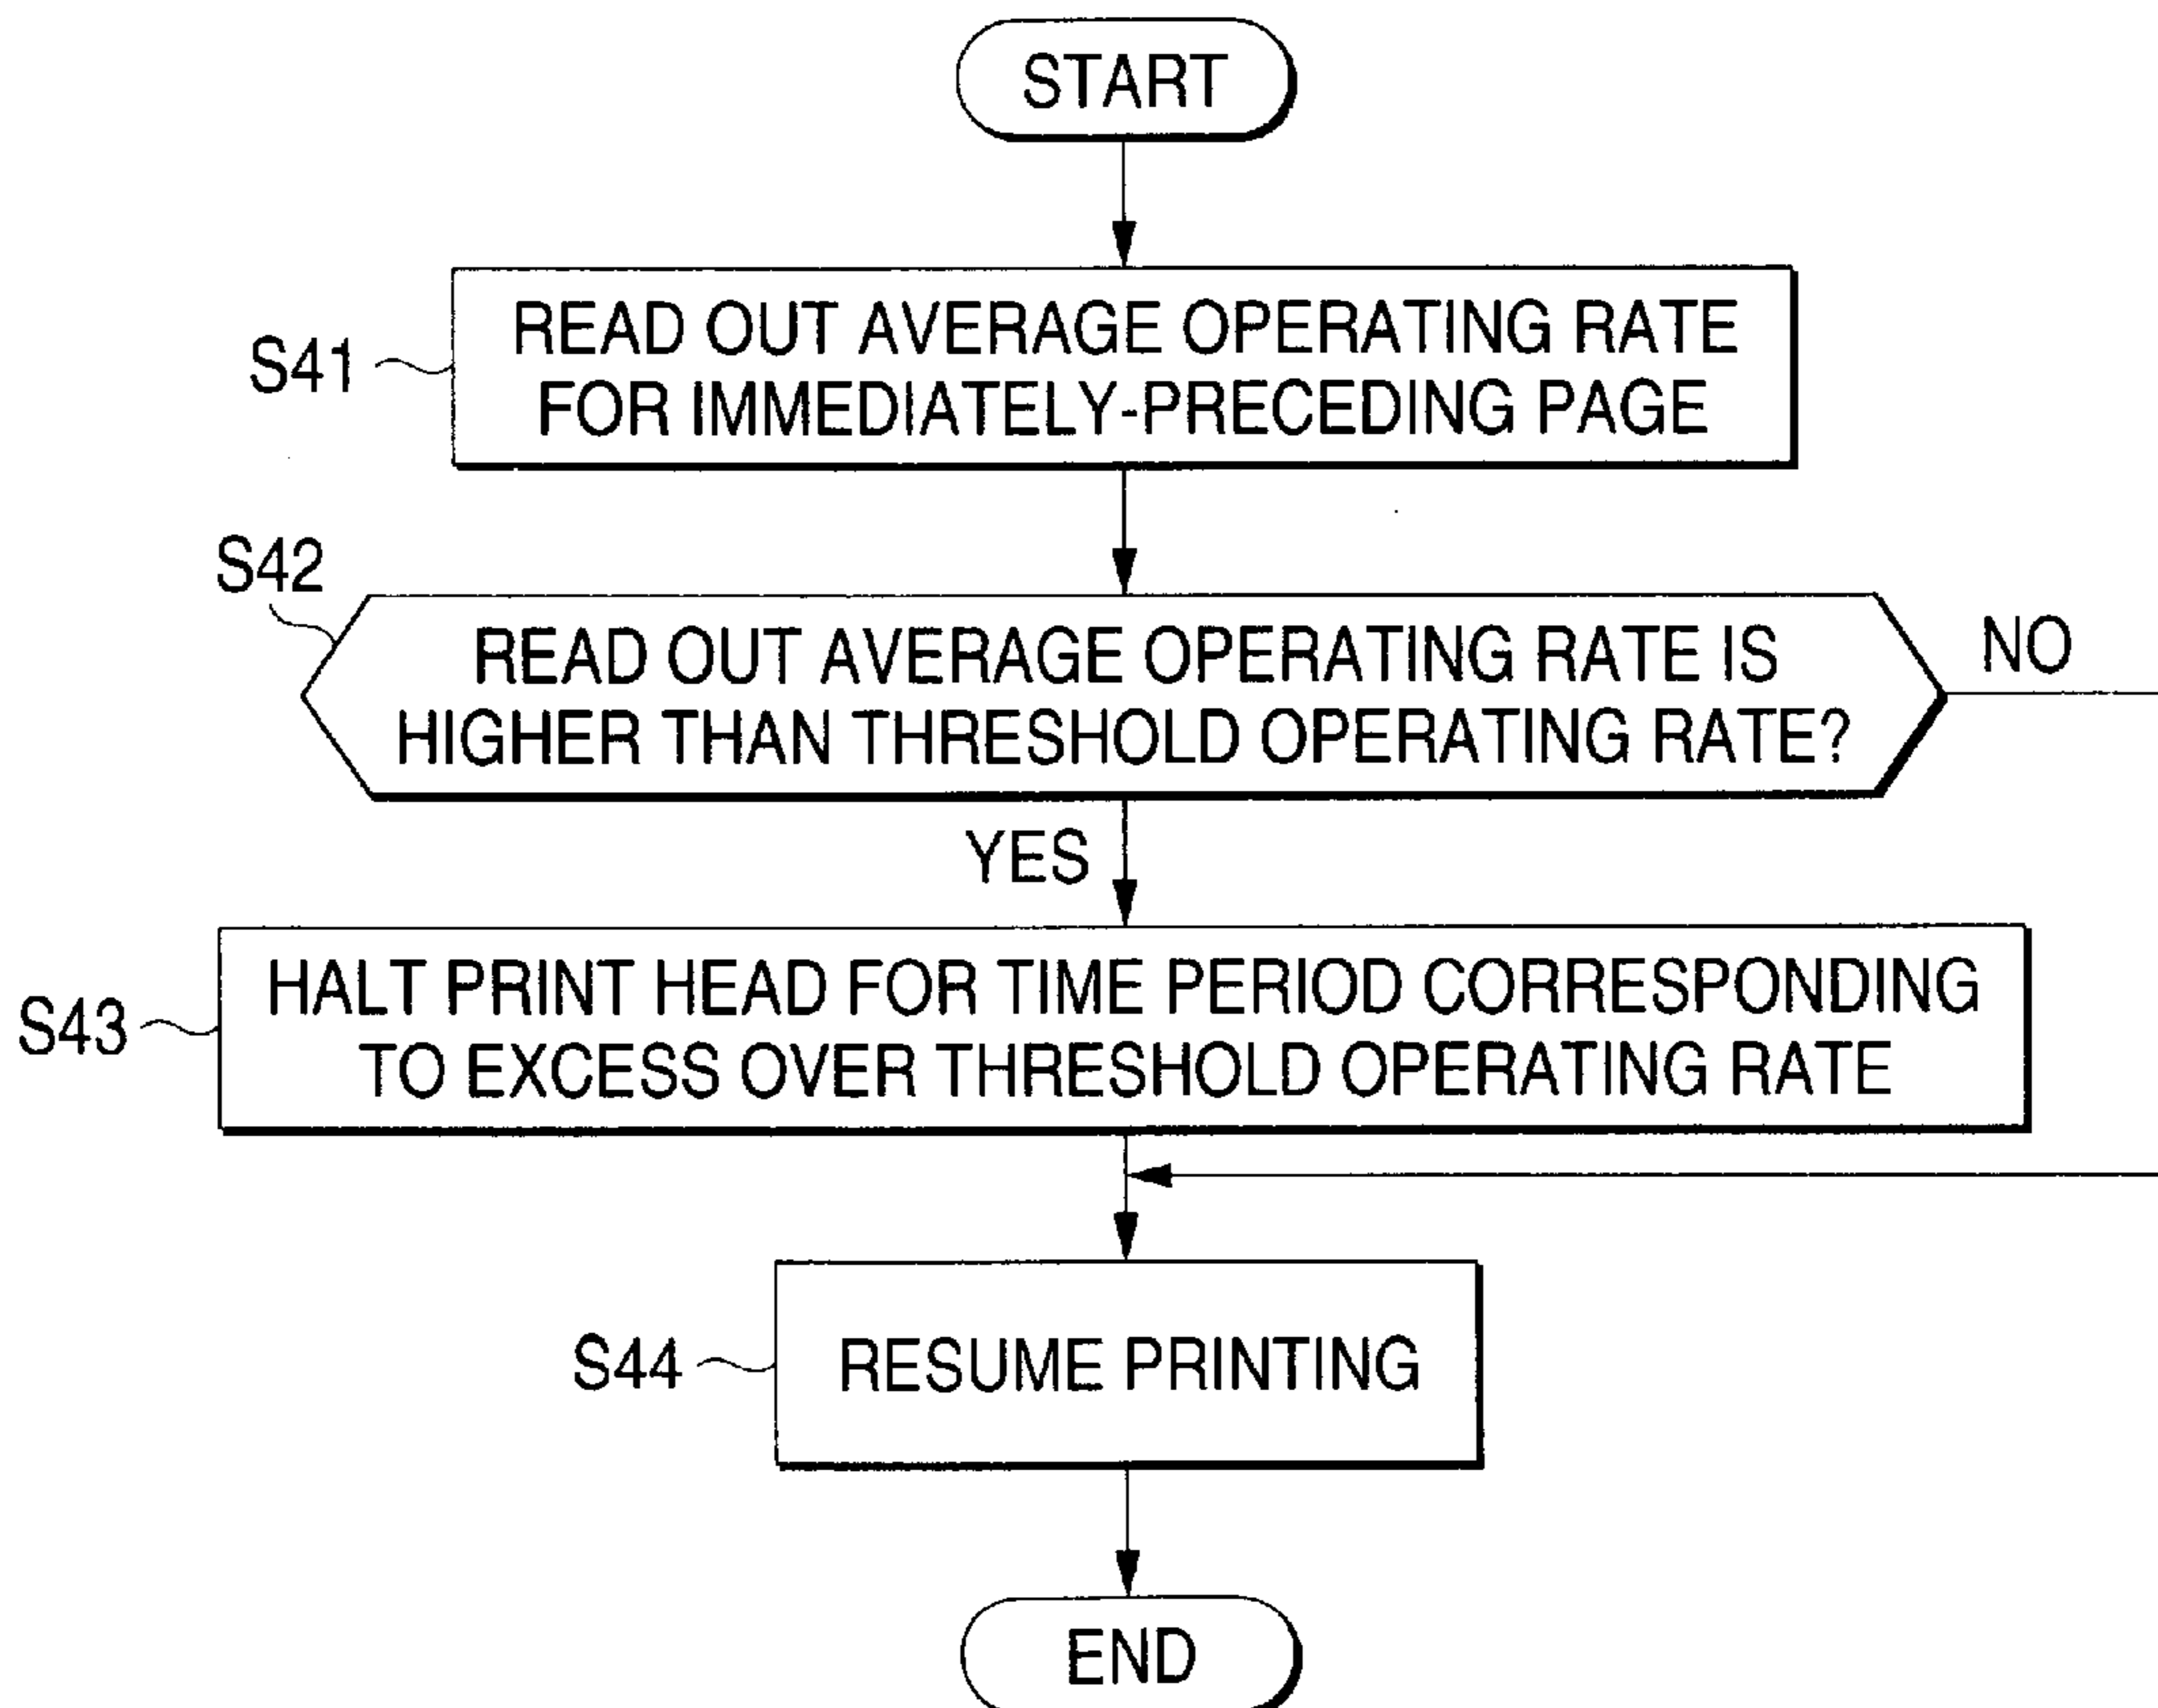 START
S41
READ OUT AVERAGE OPERATING RATE
FOR IMMEDIATELY-PRECEDING PAGE
S42
READ OUT AVERAGE OPERATING RATE IS
HIGHER THAN THRESHOLD OPERATING RATE?
NO
YES
S43
HALT PRINT HEAD FOR TIME PERIOD CORRESPONDING
TO EXCESS OVER THRESHOLD OPERATING RATE
S44
RESUME PRINTING
END